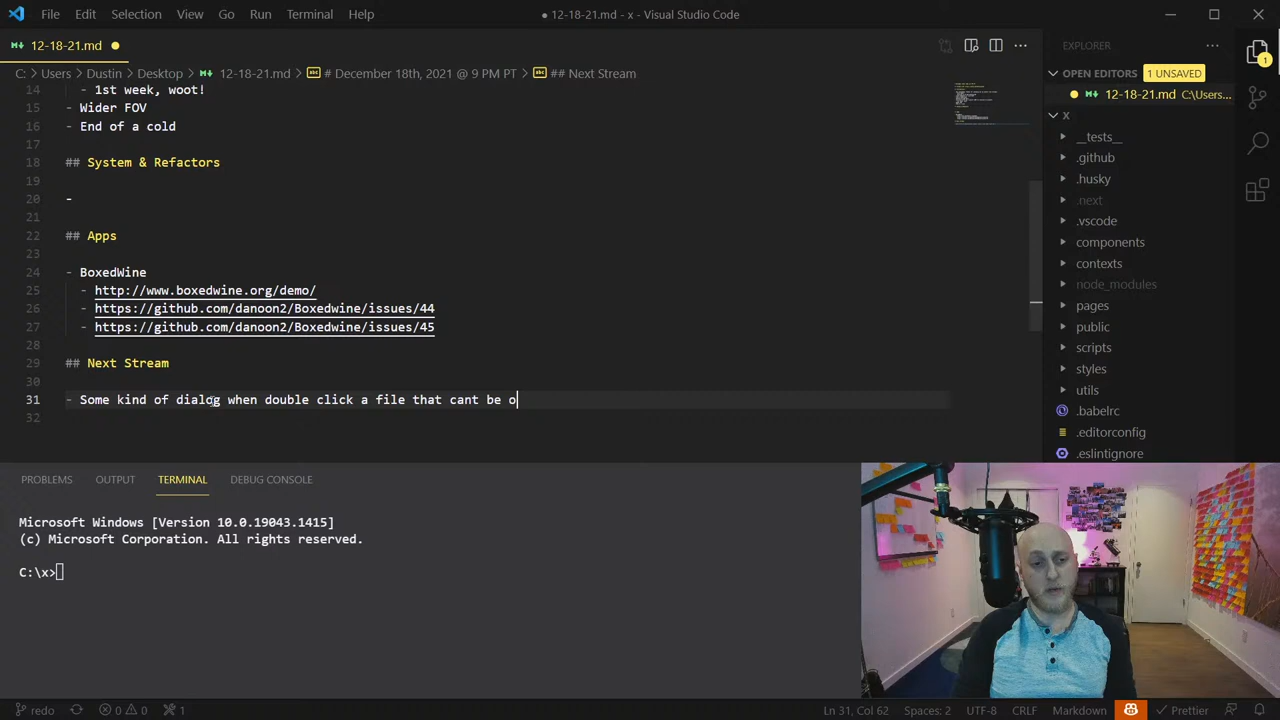 File Edit Selection View Go Run Terminal Help
● 12-18-21.md - x - Visual Studio Code
12-18-21.md
C: > Users > Dustin > Desktop > 12-18-21.md > # December 18th, 2021 @ 9 PM PT > ## Next Stream
14 - 1st week, woot!
15 - Wider FOV
16 - End of a cold
17
18 ## System & Refactors
19
20 -
21
22 ## Apps
23
24 - BoxedWine
25 - http://www.boxedwine.org/demo/
26 - https://github.com/danoon2/Boxedwine/issues/44
27 - https://github.com/danoon2/Boxedwine/issues/45
28
29 ## Next Stream
30
31 - Some kind of dialog when double click a file that cant be o
32
EXPLORER
OPEN EDITORS 1 UNSAVED
12-18-21.md C:\Users...
X
__tests__
.github
.husky
.next
.vscode
components
contexts
node_modules
pages
public
scripts
styles
utils
.babelrc
.editorconfig
.eslintignore
1
PROBLEMS OUTPUT TERMINAL DEBUG CONSOLE
Microsoft Windows [Version 10.0.19043.1415]
(c) Microsoft Corporation. All rights reserved.
C:\x>
redo 0 0 1
Ln 31, Col 62 Spaces: 2 UTF-8 CRLF Markdown Prettier